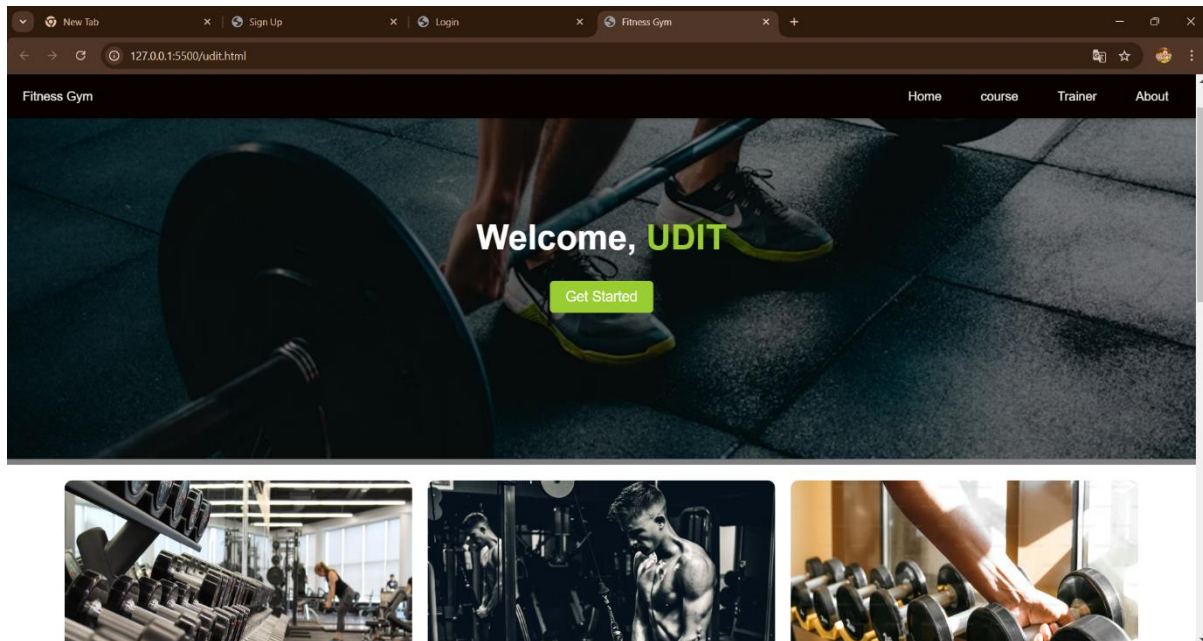 New Tab
Sign Up
Login
Fitness Gym
127.0.0.1:5500/udit.html
Fitness Gym
Home
course
Trainer
About
Welcome, UDIT
Get Started